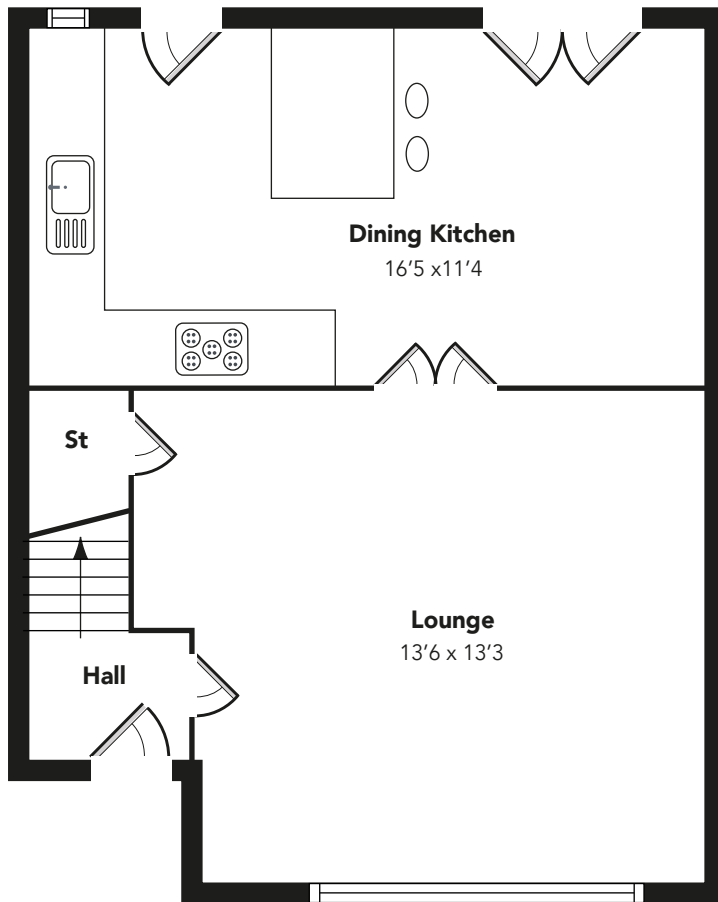 Dining Kitchen
16’5 x11’4
St
Lounge
13’6 x 13’3
Hall